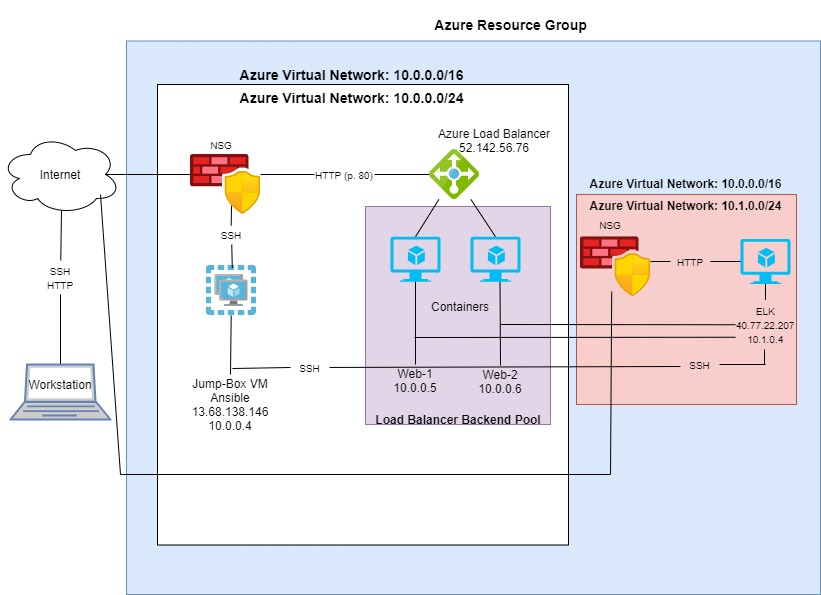 Azure Resource Group
Azure Virtual Network: 10.0.0.0/16
Azure Virtual Network: 10.0.0.0/24
Azure Load Balancer
52.142.56.76
NSG
Internet
HTTP (p. 80)
Azure Virtual Network: 10.0.0.0/16
Azure Virtual Network: 10.1.0.0/24
NSG
SSH
HTTP
SSH
HTTP
Containers
ELK
40.77.22.207
10.1.0.4
SSH
SSH
Workstation
Jump-Box VM
Ansible
13.68.138.146
10.0.0.4
Web-1
10.0.0.5
Web-2
10.0.0.6
Load Balancer Backend Pool